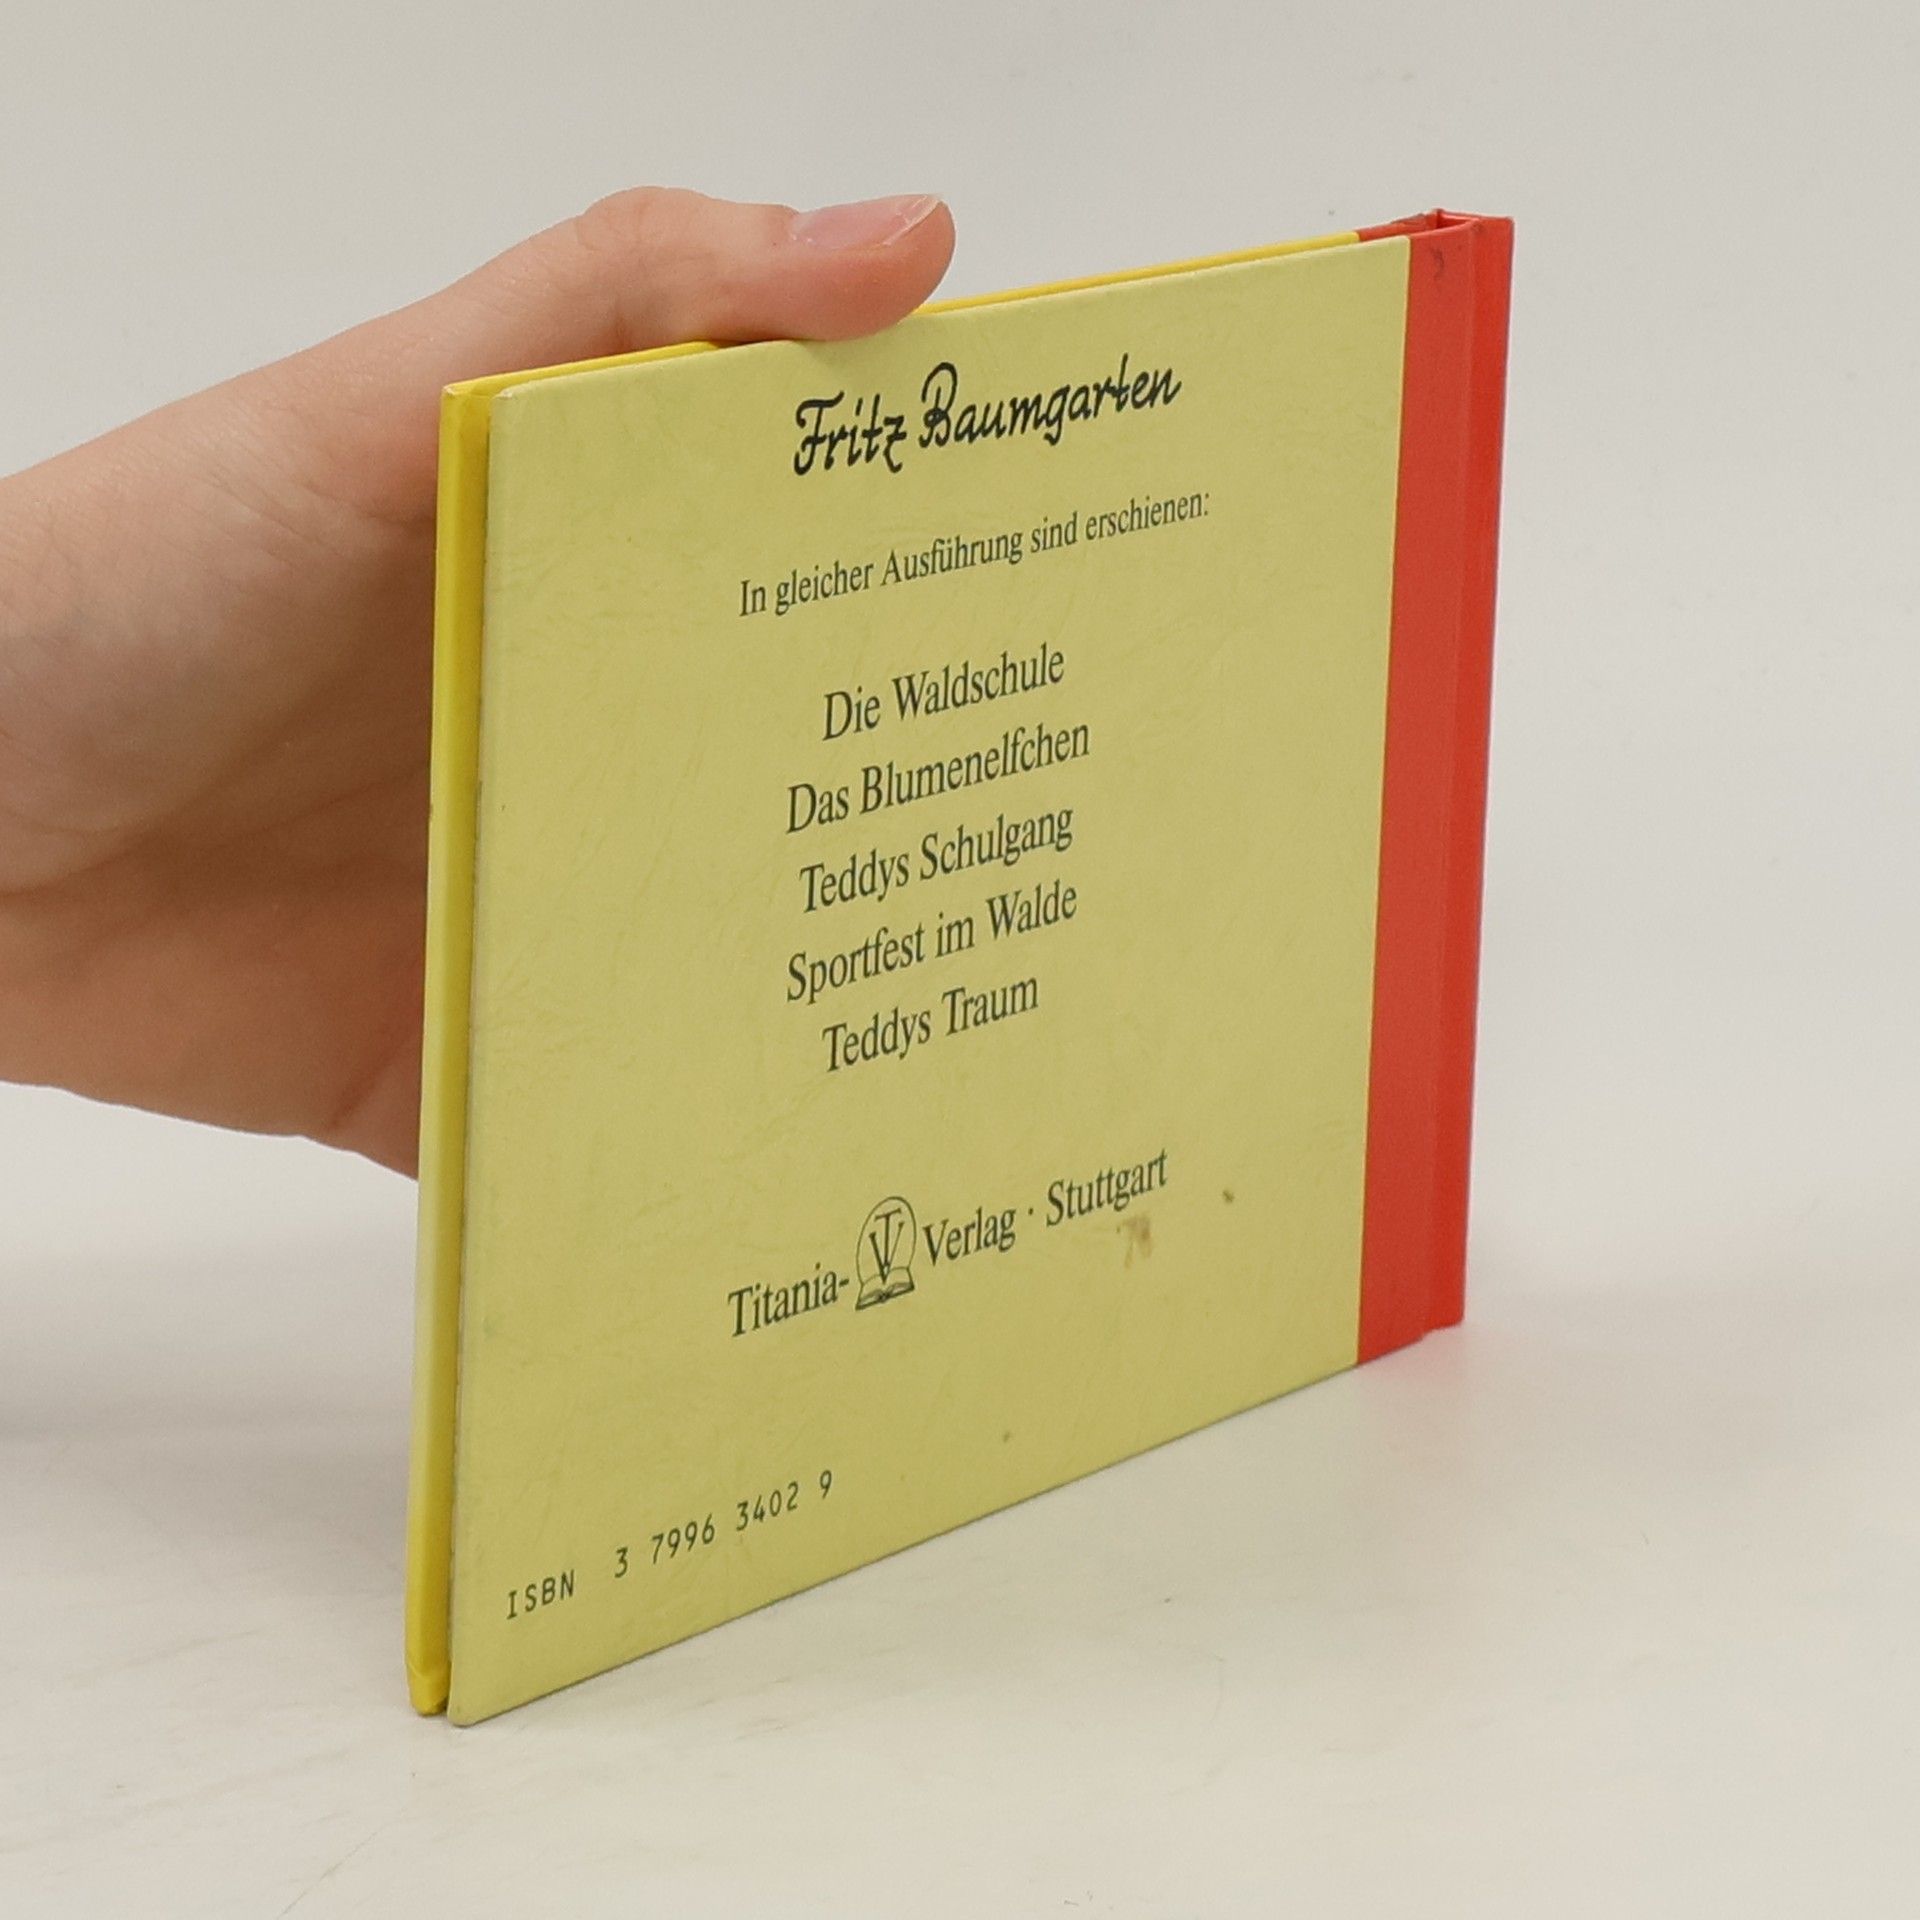 Fritz Baumgarten
In gleicher Ausführung sind erschienen:
Die Waldschule
Das Blumenelfchen
Teddys Schulgang
Sportfest im Walde
Teddys Traum
Titania- TV Verlag · Stuttgart
ISBN 3 7996 3402 9